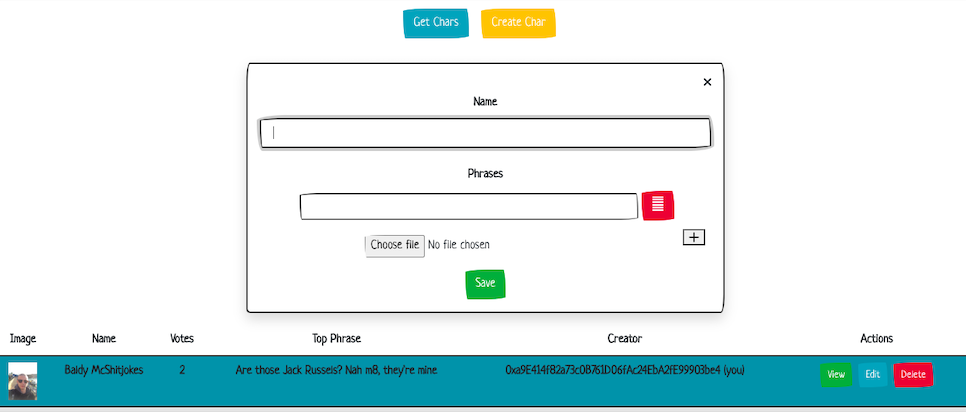 Get Chars Create Char
×
Name
Phrases
Choose file No file chosen
+
Save
Image Name Votes Top Phrase Creator Actions
Baldy McShitjokes 2 Are those Jack Russels? Nah m8, they're mine 0xa9E414f82a73c0B761D06fAc24EbA2fE99903be4 (you) View Edit Delete